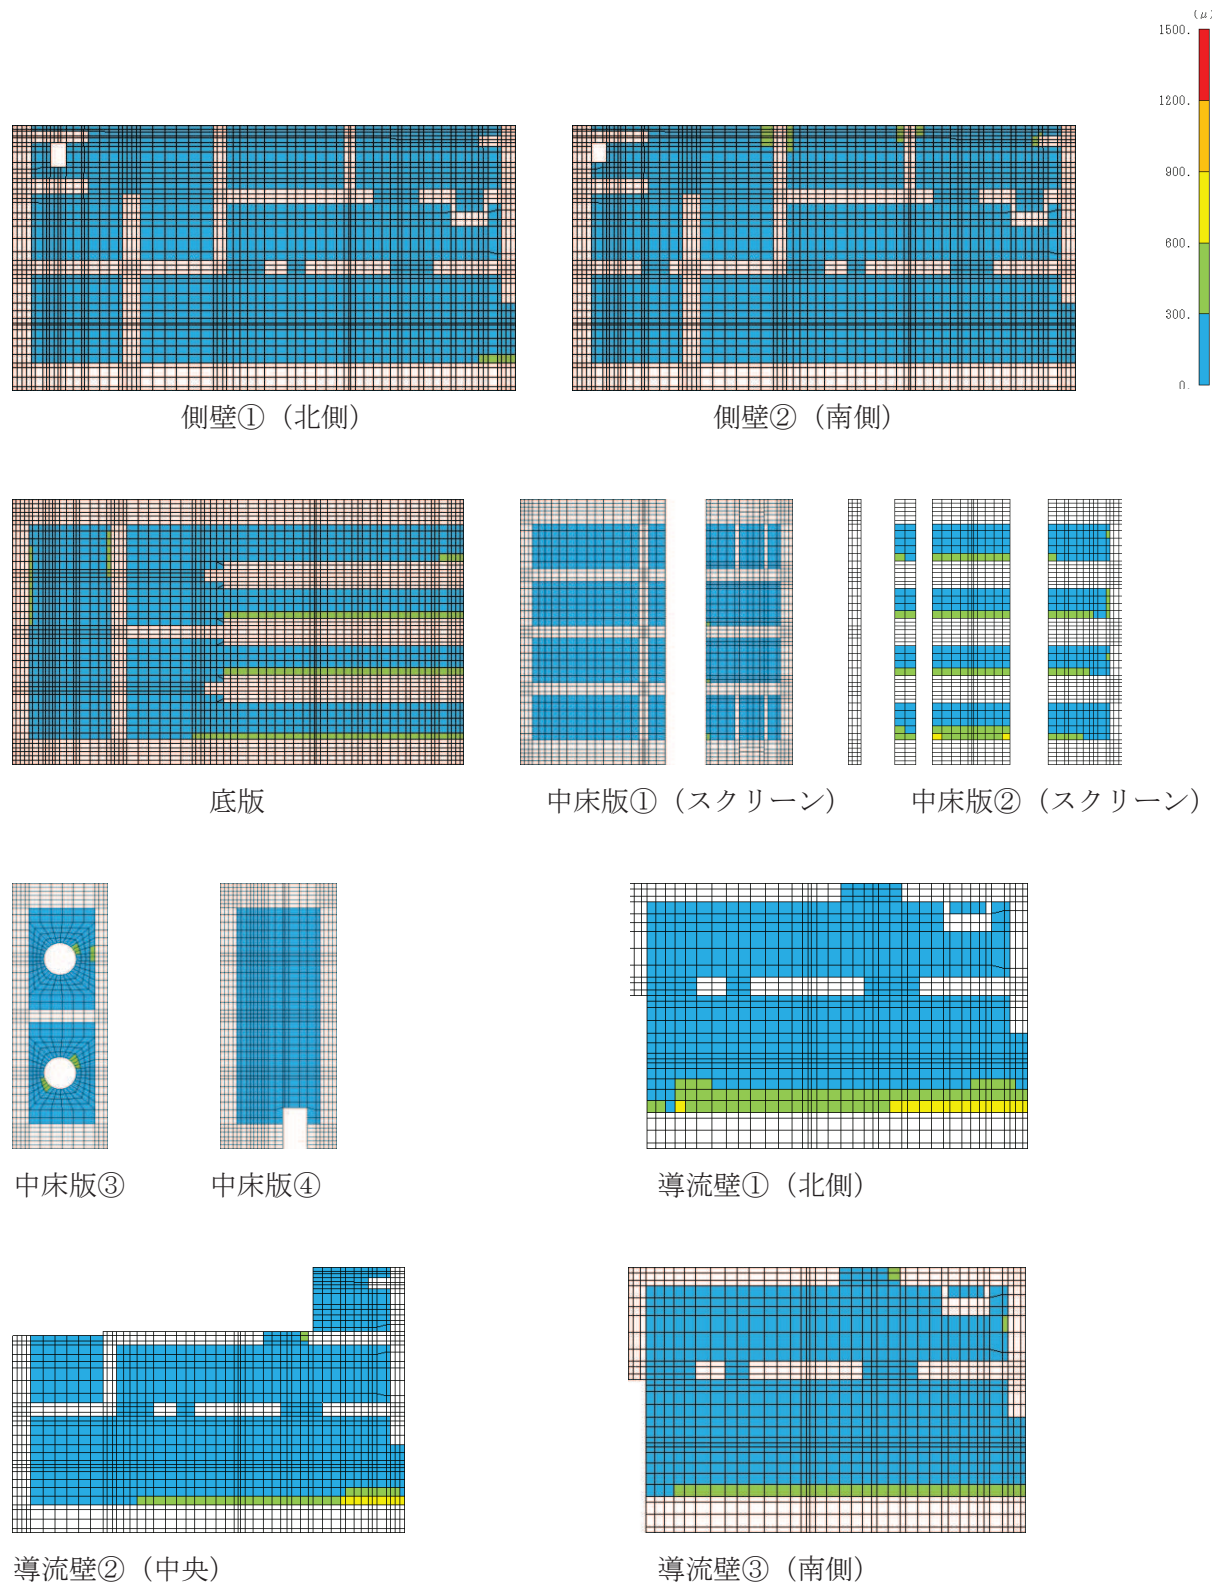 (μ)
1500.
1200.
900.
600.
300.
0.
側壁①（北側）
側壁②（南側）
底版
中床版①（スクリーン）
中床版②（スクリーン）
中床版③
中床版④
導流壁①（北側）
導流壁②（中央）
導流壁③（南側）